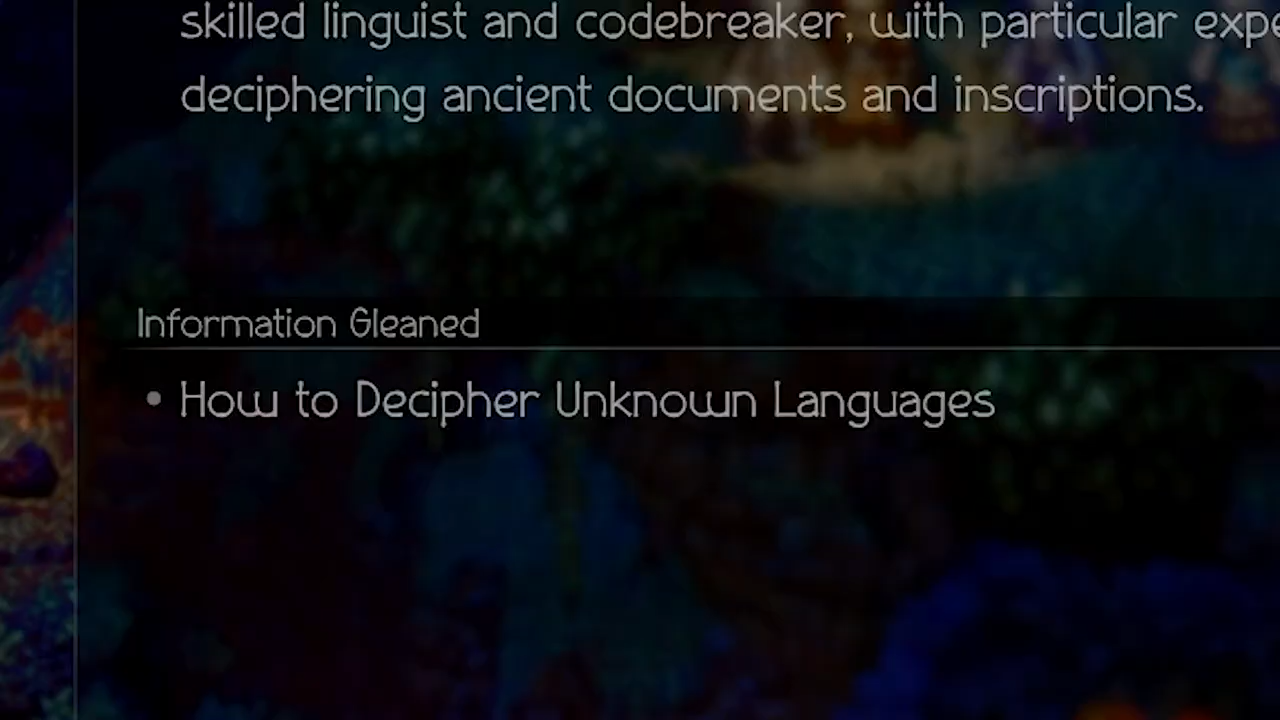 skilled linguist and codebreaker, with particular
deciphering ancient documents and inscriptions.
Information Gleaned
• How to Decipher Unknown Languages